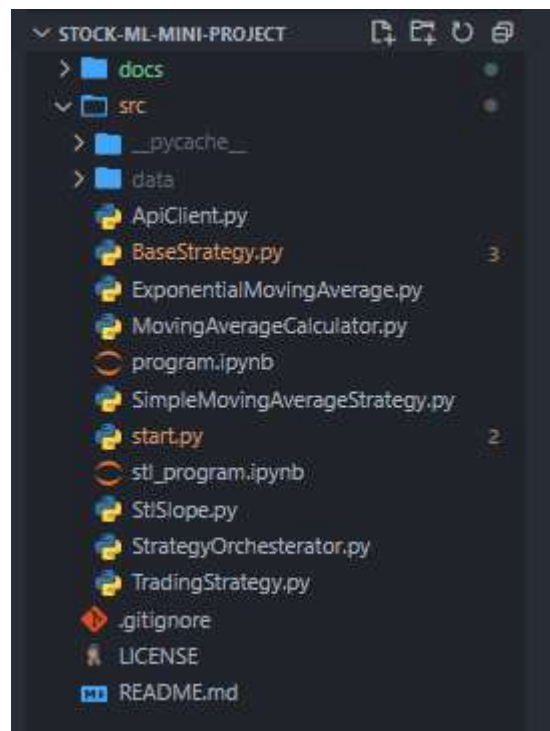 STOCK-ML-MINI-PROJECT
docs
src
__pycache__
data
ApiClient.py
BaseStrategy.py 3
ExponentialMovingAverage.py
MovingAverageCalculator.py
program.ipynb
SimpleMovingAverageStrategy.py
start.py 2
stl_program.ipynb
StlSlope.py
StrategyOrchesterator.py
TradingStrategy.py
.gitignore
LICENSE
README.md